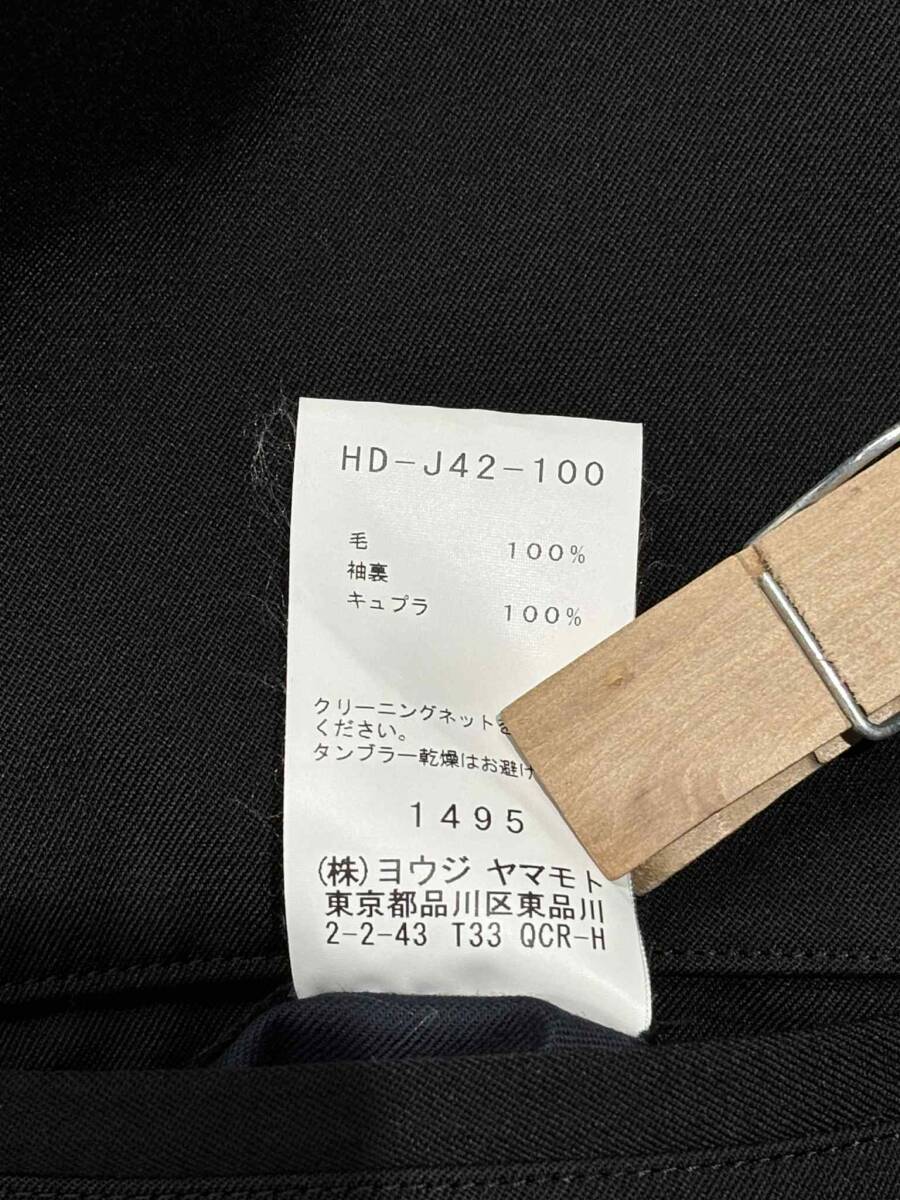 HD-J42-100
毛 100%
袖裏
キュプラ 100%
クリーニングネット
ください。
タンブラー乾燥はお避け
1495
(株)ヨウジ ヤマモト
東京都品川区東品川
2-2-43 T33 QCR-H